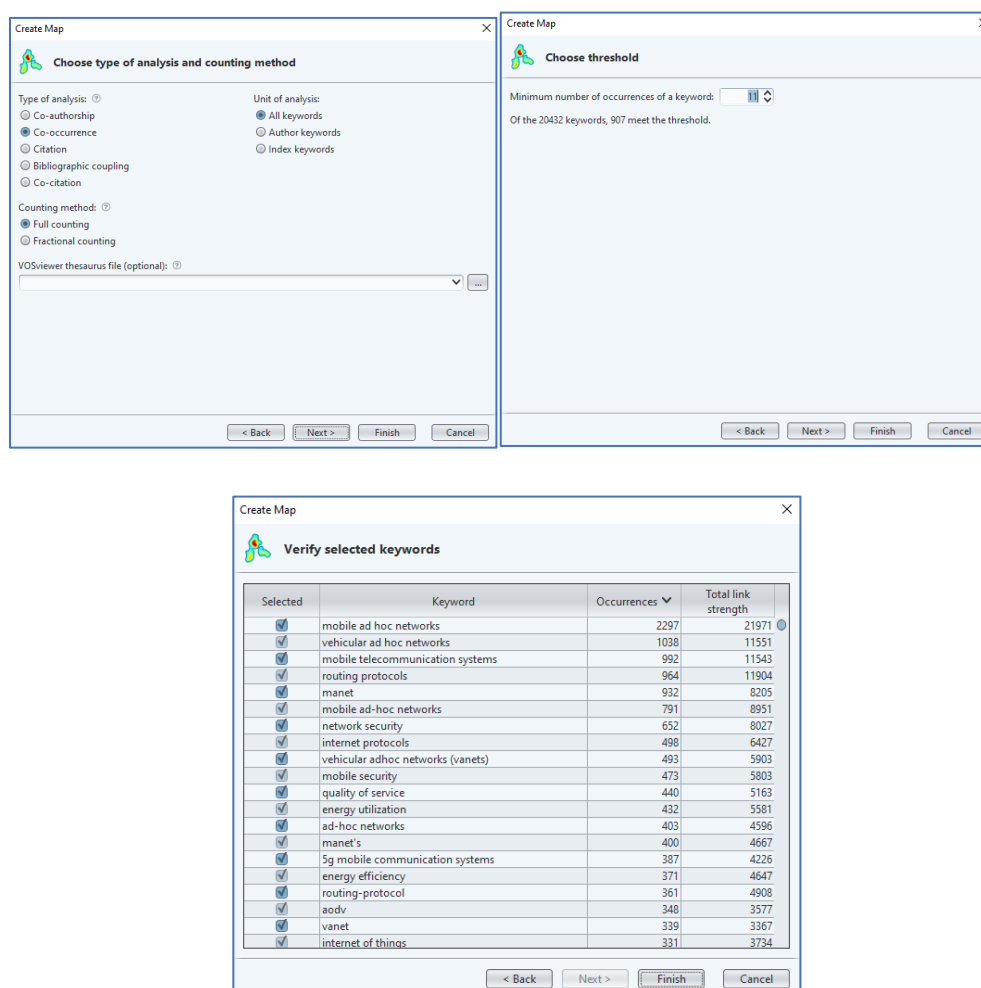 Create Map
Choose type of analysis and counting method
Type of analysis:
Unit of analysis:
Co-authorship
All keywords
Co-occurrence
Author keywords
Citation
Index keywords
Bibliographic coupling
Co-citation
Counting method:
Full counting
Fractional counting
VOSviewer thesaurus file (optional):
...
< Back Next > Finish Cancel
Create Map
Choose threshold
Minimum number of occurrences of a keyword: 11
Of the 20432 keywords, 907 meet the threshold.
< Back Next > Finish Cancel
Create Map
Verify selected keywords
Selected Keyword Occurrences Total link strength
mobile ad hoc networks 2297 21971
vehicular ad hoc networks 1038 11551
mobile telecommunication systems 992 11543
routing protocols 964 11904
manet 932 8205
mobile ad-hoc networks 791 8951
network security 652 8027
internet protocols 498 6427
vehicular adhoc networks (vanets) 493 5903
mobile security 473 5803
quality of service 440 5163
energy utilization 432 5581
ad-hoc networks 403 4596
manet's 400 4667
5g mobile communication systems 387 4226
energy efficiency 371 4647
routing-protocol 361 4908
aodv 348 3577
vanet 339 3367
internet of things 331 3734
< Back Next > Finish Cancel